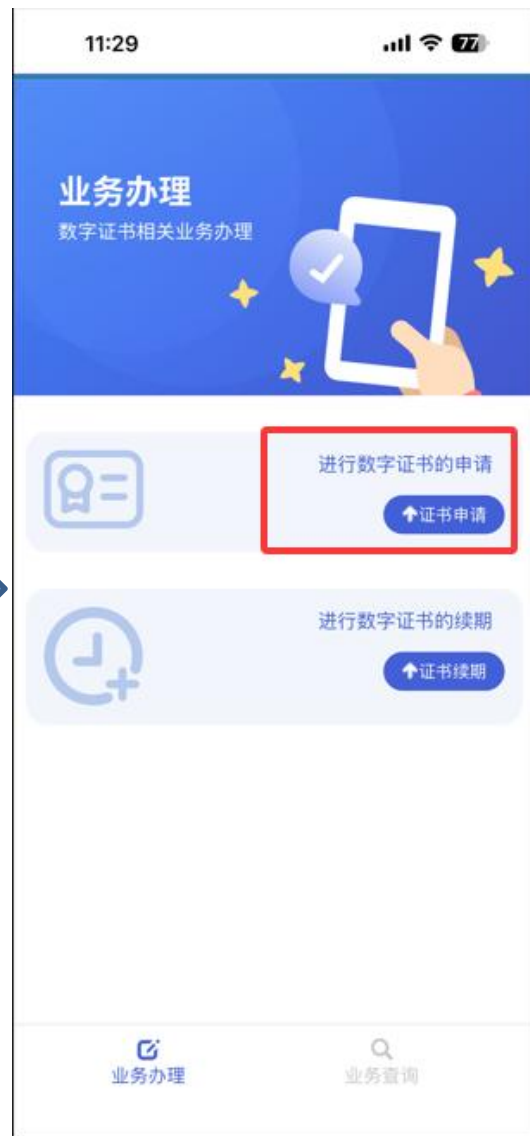 11:29
77
业务办理
数字证书相关业务办理
进行数字证书的申请
证书申请
进行数字证书的续期
证书续期
业务办理
业务查询